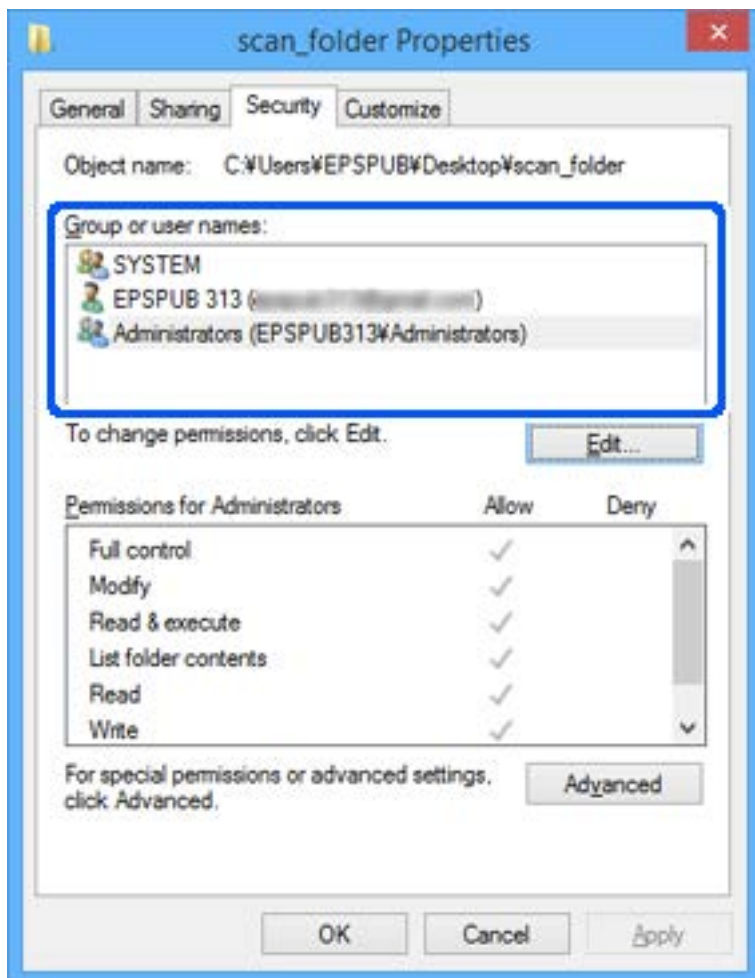 scan_folder Properties
General Sharing Security Customize
Object name: C:¥Users¥EPSPUB¥Desktop¥scan_folder
Group or user names:
SYSTEM
EPSPUB 313 ( )
Administrators (EPSPUB313¥Administrators)
To change permissions, click Edit.
Edit...
Permissions for Administrators Allow Deny
Full control
Modify
Read & execute
List folder contents
Read
Write
For special permissions or advanced settings,
click Advanced.
Advanced
OK Cancel Apply